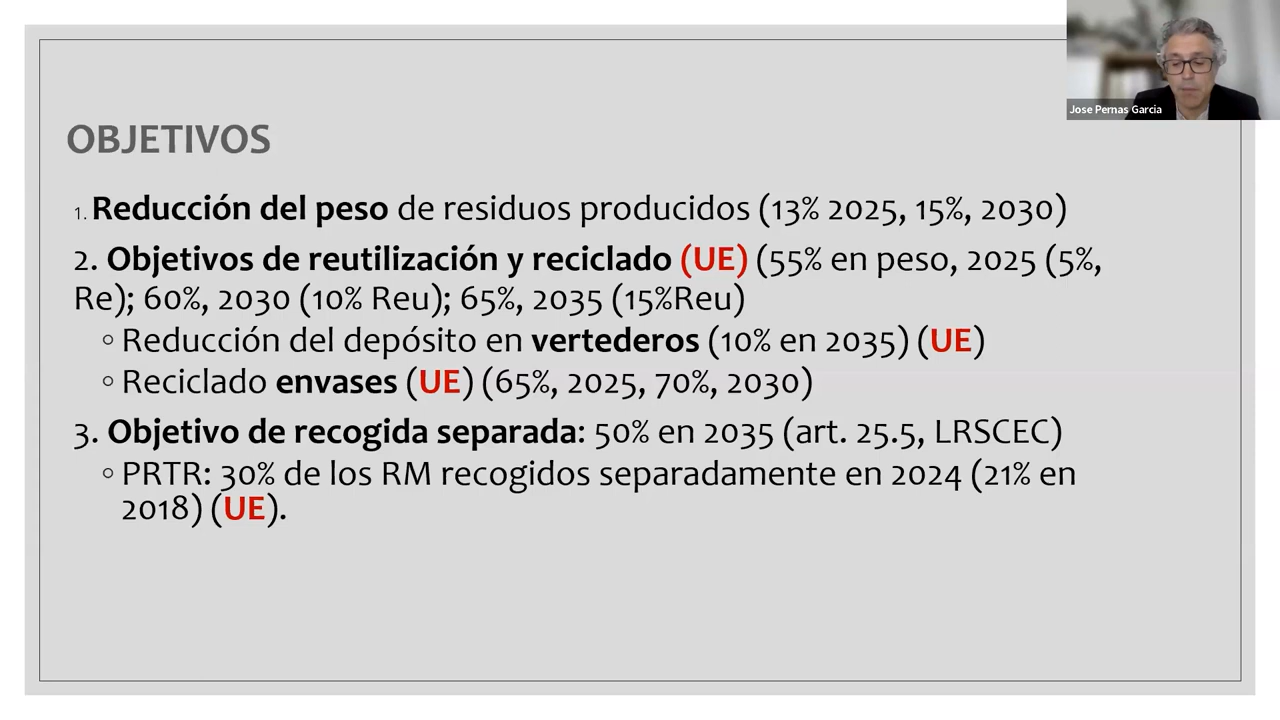 Jose Pernas Garcia
OBJETIVOS
1. Reducción del peso de residuos producidos (13% 2025, 15%, 2030)
2. Objetivos de reutilización y reciclado (UE) (55% en peso, 2025 (5%,
Re); 60%, 2030 (10% Reu); 65%, 2035 (15%Reu)
◦ Reducción del depósito en vertederos (10% en 2035) (UE)
◦ Reciclado envases (UE) (65%, 2025, 70%, 2030)
3. Objetivo de recogida separada: 50% en 2035 (art. 25.5, LRSCEC)
◦ PRTR: 30% de los RM recogidos separadamente en 2024 (21% en
2018) (UE).